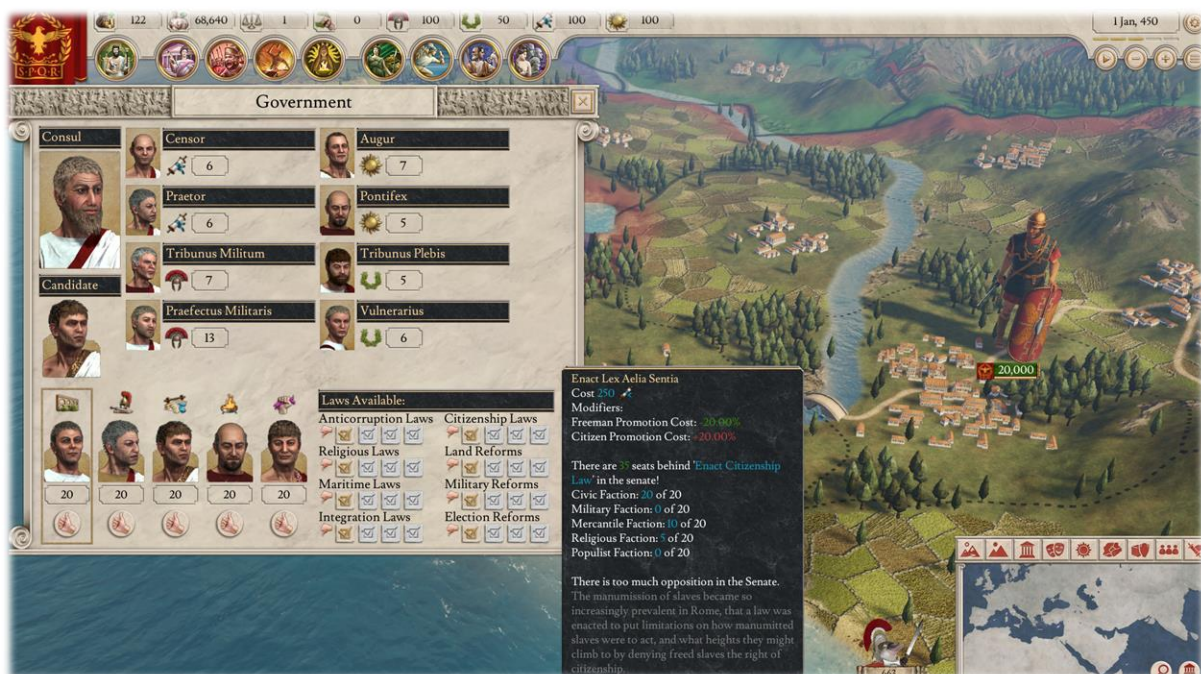 122 68,640 1 0 100 50 100 100
1 Jan, 450
S·P·Q·R
Government
Consul
Censor
6
Augur
7
Praetor
6
Pontifex
5
Tribunus Militum
7
Tribunus Plebis
5
Candidate
Praefectus Militaris
13
Vulnerarius
6
20 20 20 20 20
Laws Available:
Anticorruption Laws
Citizenship Laws
Religious Laws
Land Reforms
Maritime Laws
Military Reforms
Integration Laws
Election Reforms
Enact Lex Aelia Sentia
Cost 250
Modifiers:
Freeman Promotion Cost: -20.00%
Citizen Promotion Cost: +20.00%
There are 35 seats behind 'Enact Citizenship
Law' in the senate!
Civic Faction: 20 of 20
Military Faction: 0 of 20
Mercantile Faction: 10 of 20
Religious Faction: 5 of 20
Populist Faction: 0 of 20
There is too much opposition in the Senate.
The manumission of slaves became so
increasingly prevalent in Rome, that a law was
enacted to put limitations on how manumitted
slaves were to act, and what heights they might
climb to by denying freed slaves the right of
citizenship.
20,000